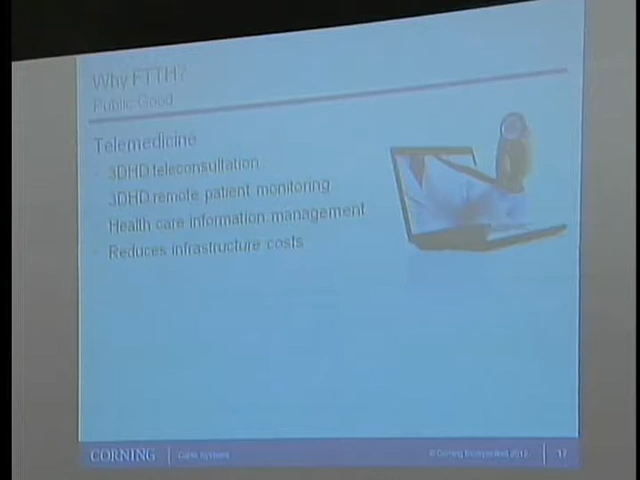 Why FTTH?
Public Good
Telemedicine
3DHD teleconsultation
3DHD remote patient monitoring
Health care information management
Reduces infrastructure costs
CORNING
Cable Systems
© Corning Incorporated 2012
17